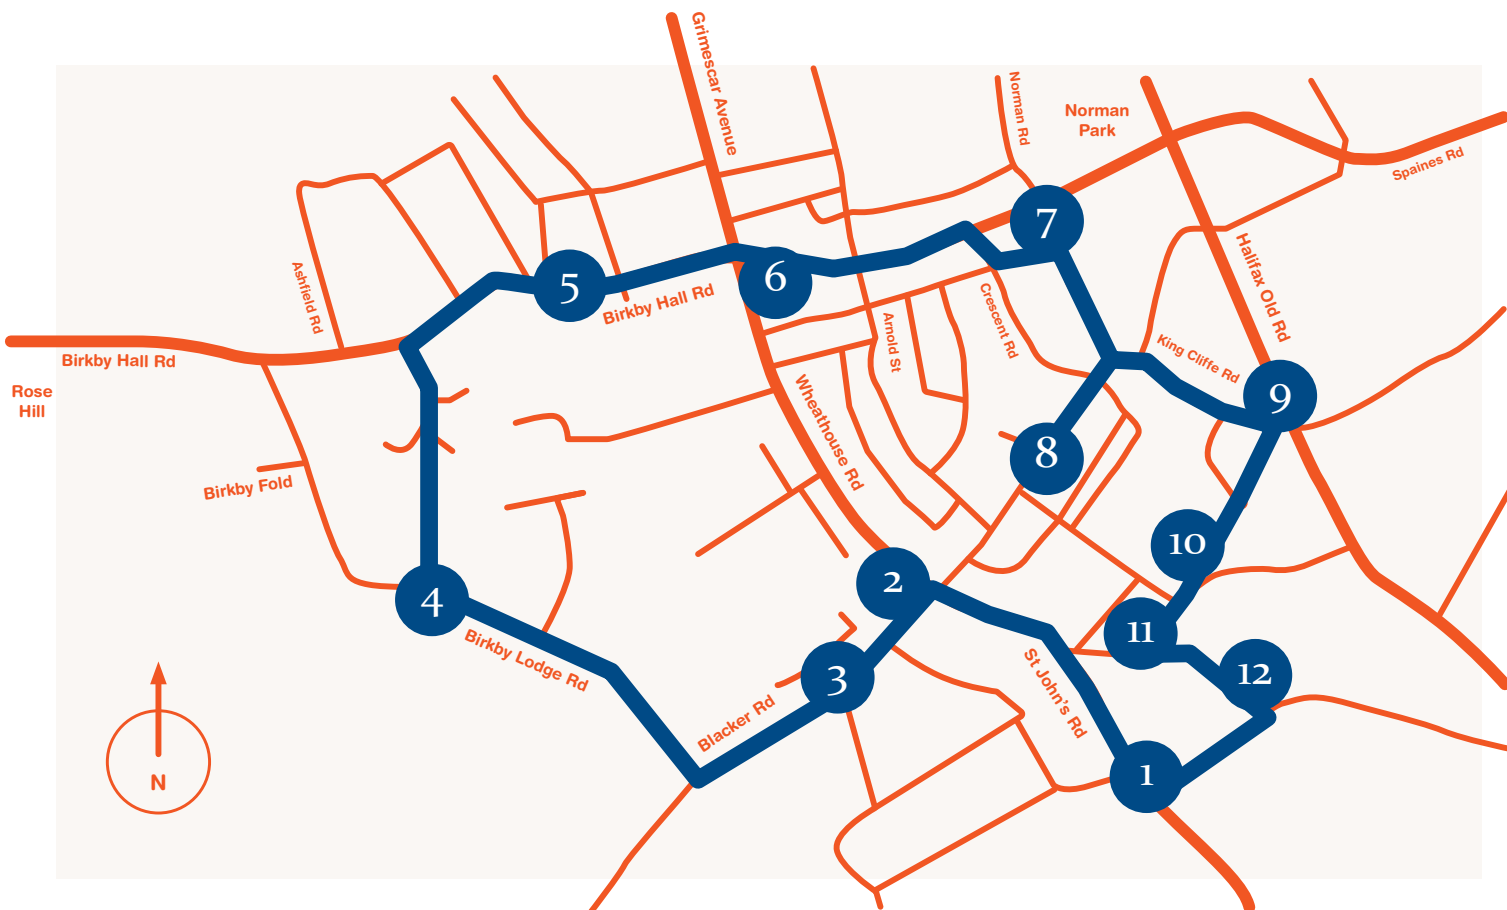 Grimescar Avenue
Norman Rd
Norman
Park
Spaines Rd
7
Halifax Old Rd
Ashfield Rd
5
6
Birkby Hall Rd
Birkby Hall Rd
Crescent Rd
Arnold St
King Cliffe Rd
Rose
Hill
Wheathouse Rd
9
8
Birkby Fold
10
2
4
11
Birkby Lodge Rd
3
St John's Rd
12
Blacker Rd
1
N